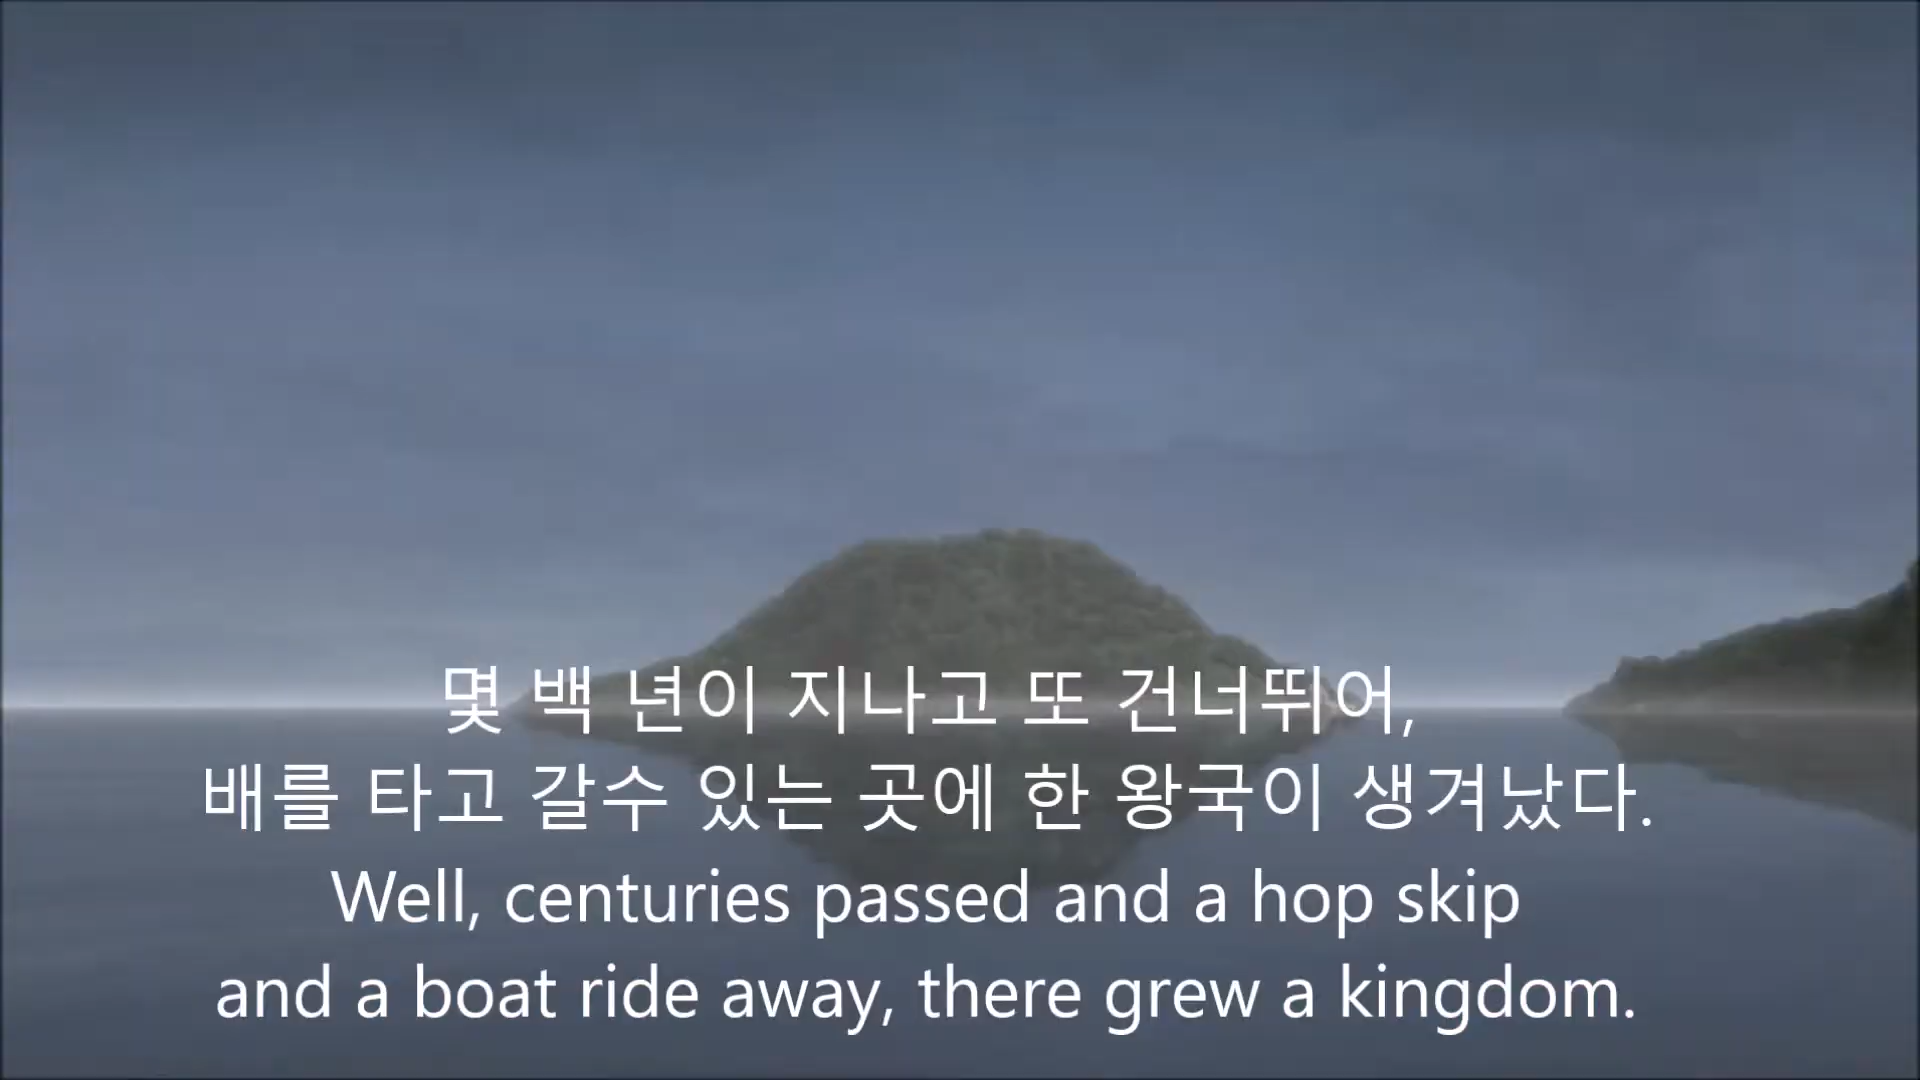 몇 백 년이 지나고 또 건너뛰어,
배를 타고 갈수 있는 곳에 한 왕국이 생겨났다.
Well, centuries passed and a hop skip
and a boat ride away, there grew a kingdom.